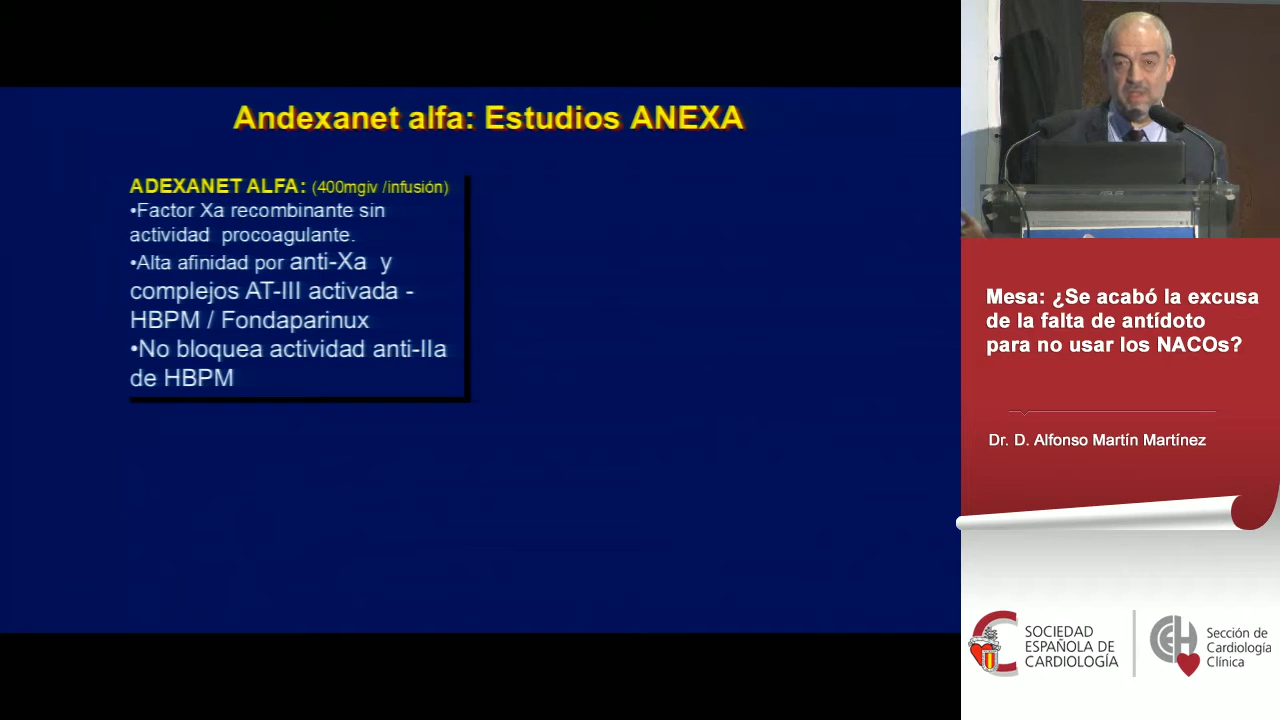 Andexanet alfa: Estudios ANEXA
ADEXANET ALFA: (400mgiv /infusión)
•Factor Xa recombinante sin
actividad procoagulante.
•Alta afinidad por anti-Xa y
complejos AT-III activada -
HBPM / Fondaparinux
•No bloquea actividad anti-IIa
de HBPM
ASUS
Mesa: ¿Se acabó la excusa
de la falta de antídoto
para no usar los NACOs?
Dr. D. Alfonso Martín Martínez
SOCIEDAD
ESPAÑOLA DE
CARDIOLOGÍA
Sección de
Cardiología
Clínica